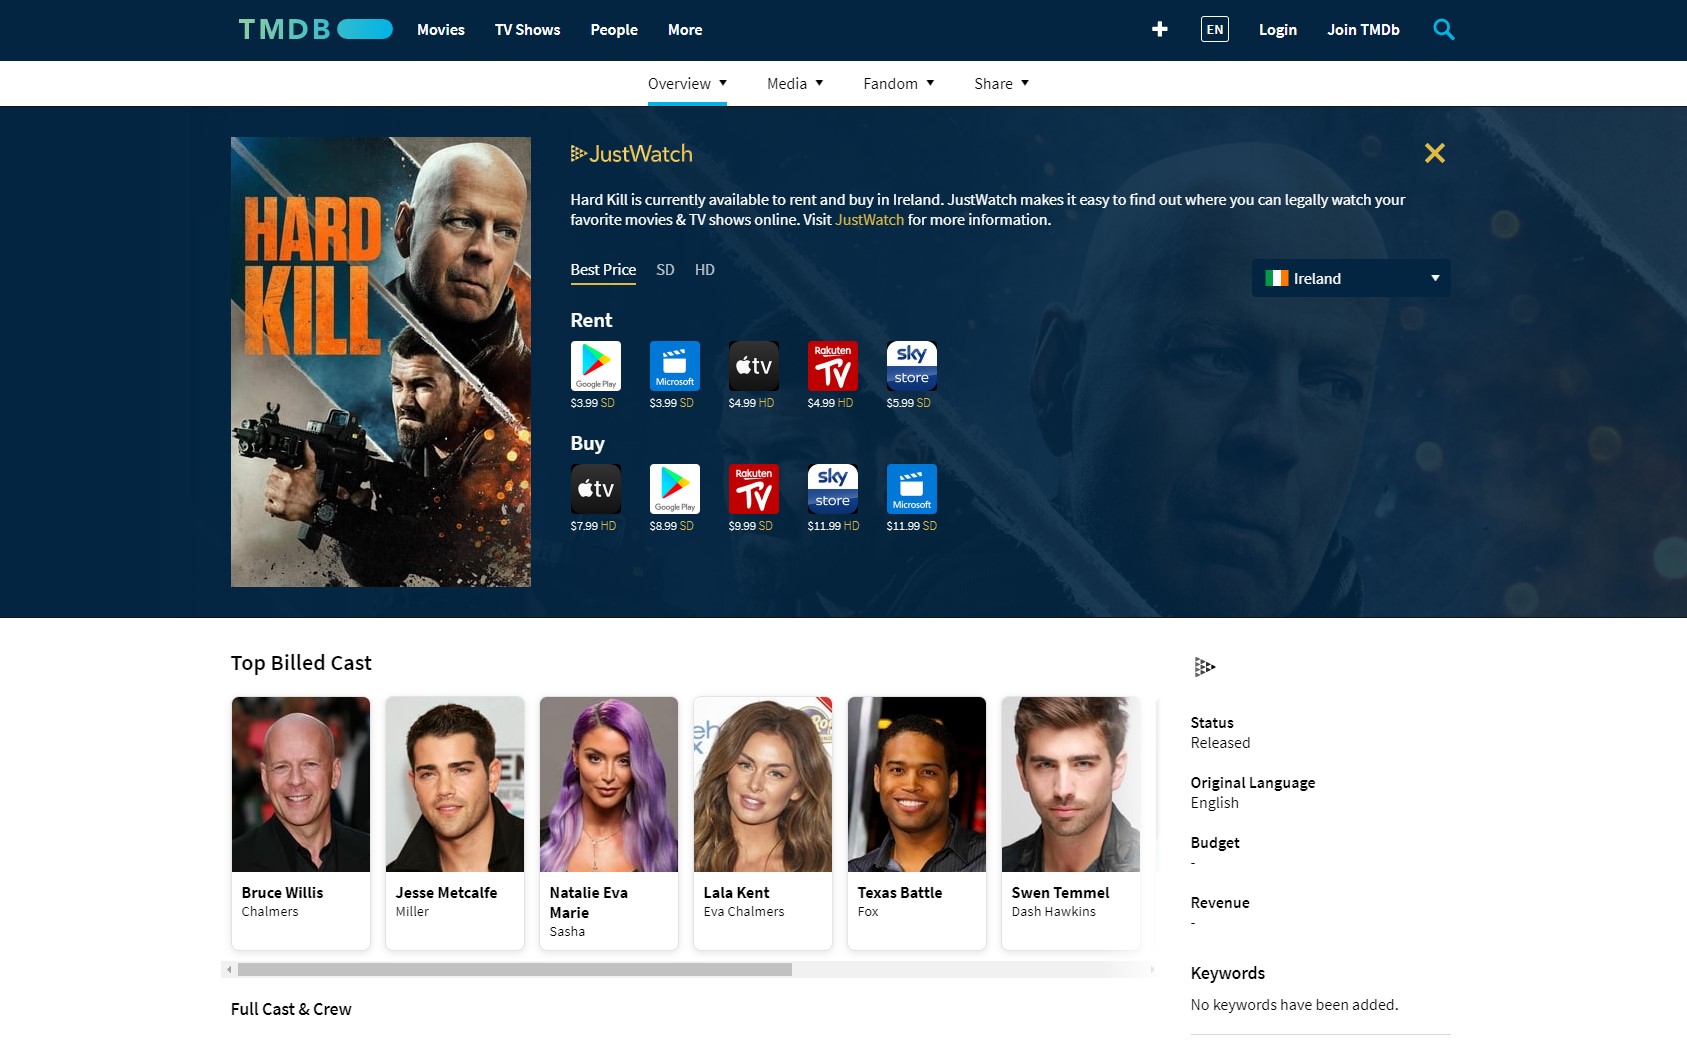 TMDB
Movies
TV Shows
People
More
EN
Login
Join TMDb
Overview
Media
Fandom
Share
HARD
KILL
JustWatch
Hard Kill is currently available to rent and buy in Ireland. JustWatch makes it easy to find out where you can legally watch your
favorite movies & TV shows online. Visit JustWatch for more information.
Best Price
SD
HD
Ireland
Rent
Google Play
Microsoft
tv
Rakuten
TV
sky
store
$3.99 SD
$3.99 SD
$4.99 HD
$4.99 HD
$5.99 SD
Buy
tv
Google Play
Rakuten
TV
sky
store
Microsoft
$7.99 HD
$8.99 SD
$9.99 SD
$11.99 HD
$11.99 SD
Top Billed Cast
Bruce Willis
Chalmers
Jesse Metcalfe
Miller
Natalie Eva
Marie
Sasha
Lala Kent
Eva Chalmers
Texas Battle
Fox
Swen Temmel
Dash Hawkins
Full Cast & Crew
Status
Released
Original Language
English
Budget
-
Revenue
-
Keywords
No keywords have been added.